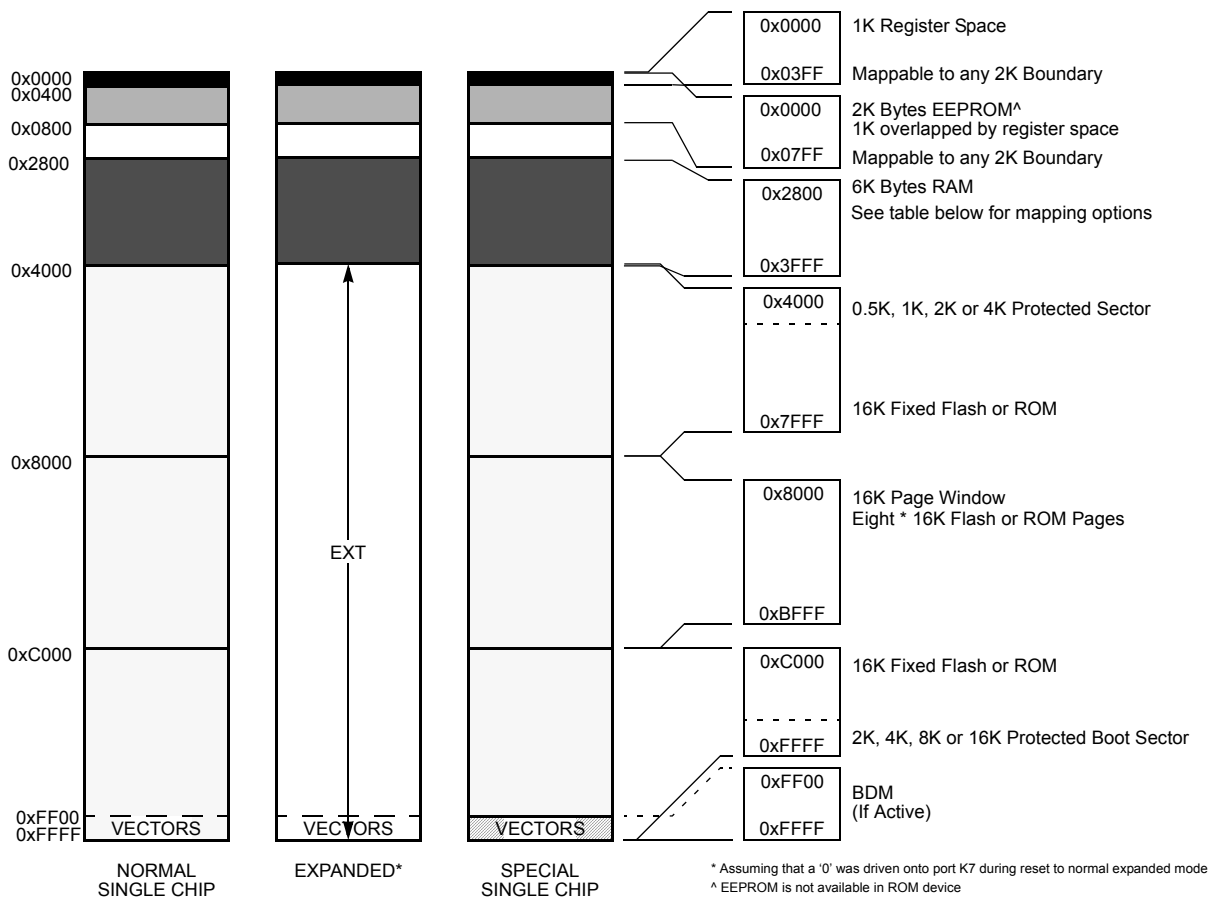 0x0000
0x0400
0x0800
0x2800
0x4000
0x8000
0xC000
0xFF00
0xFFFF
VECTORS
NORMAL
SINGLE CHIP
EXT
VECTORS
EXPANDED*
VECTORS
SPECIAL
SINGLE CHIP
0x0000 1K Register Space
0x03FF Mappable to any 2K Boundary
0x0000 2K Bytes EEPROM^
1K overlapped by register space
0x07FF Mappable to any 2K Boundary
0x2800 6K Bytes RAM
See table below for mapping options
0x3FFF
0x4000 0.5K, 1K, 2K or 4K Protected Sector
0x7FFF 16K Fixed Flash or ROM
0x8000 16K Page Window
Eight * 16K Flash or ROM Pages
0xBFFF
0xC000 16K Fixed Flash or ROM
0xFFFF 2K, 4K, 8K or 16K Protected Boot Sector
0xFF00 BDM
(If Active)
0xFFFF
* Assuming that a ‘0’ was driven onto port K7 during reset to normal expanded mode
^ EEPROM is not available in ROM device